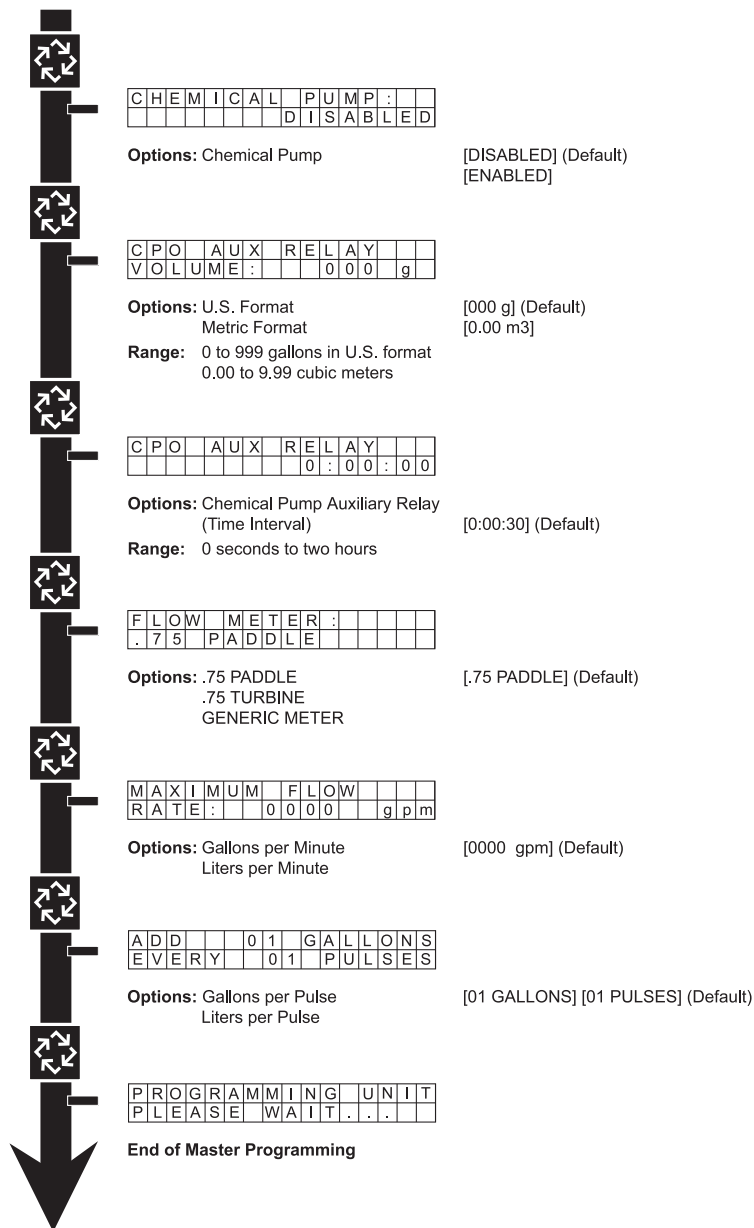 CHEMICAL PUMP:
DISABLED
Options: Chemical Pump [DISABLED] (Default)
[ENABLED]
CPO AUX RELAY
VOLUME: 000 g
Options: U.S. Format [000 g] (Default)
Metric Format [0.00 m3]
Range: 0 to 999 gallons in U.S. format
0.00 to 9.99 cubic meters
CPO AUX RELAY
0:00:00
Options: Chemical Pump Auxiliary Relay
(Time Interval) [0:00:30] (Default)
Range: 0 seconds to two hours
FLOW METER:
.75 PADDLE
Options: .75 PADDLE [.75 PADDLE] (Default)
.75 TURBINE
GENERIC METER
MAXIMUM FLOW
RATE: 0000 gpm
Options: Gallons per Minute [0000 gpm] (Default)
Liters per Minute
ADD 01 GALLONS
EVERY 01 PULSES
Options: Gallons per Pulse [01 GALLONS] [01 PULSES] (Default)
Liters per Pulse
PROGRAMMING UNIT
PLEASE WAIT...
End of Master Programming